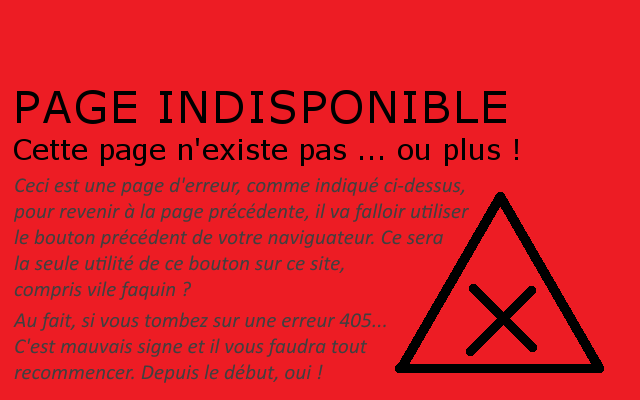 PAGE INDISPONIBLE
Cette page n'existe pas ... ou plus !
Ceci est une page d'erreur, comme indiqué ci-dessus,
pour revenir à la page précédente, il va falloir utiliser
le bouton précédent de votre naviguateur. Ce sera
la seule utilité de ce bouton sur ce site,
compris vile faquin ?
Au fait, si vous tombez sur une erreur 405...
C'est mauvais signe et il vous faudra tout
recommencer. Depuis le début, oui !